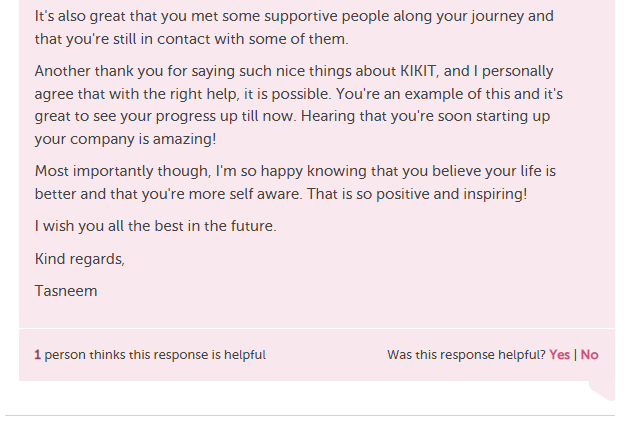 It's also great that you met some supportive people along your journey and
that you're still in contact with some of them.
Another thank you for saying such nice things about KIKIT, and I personally
agree that with the right help, it is possible. You're an example of this and it's
great to see your progress up till now. Hearing that you're soon starting up
your company is amazing!
Most importantly though, I'm so happy knowing that you believe your life is
better and that you're more self aware. That is so positive and inspiring!
I wish you all the best in the future.
Kind regards,
Tasneem
1 person thinks this response is helpful
Was this response helpful? Yes | No